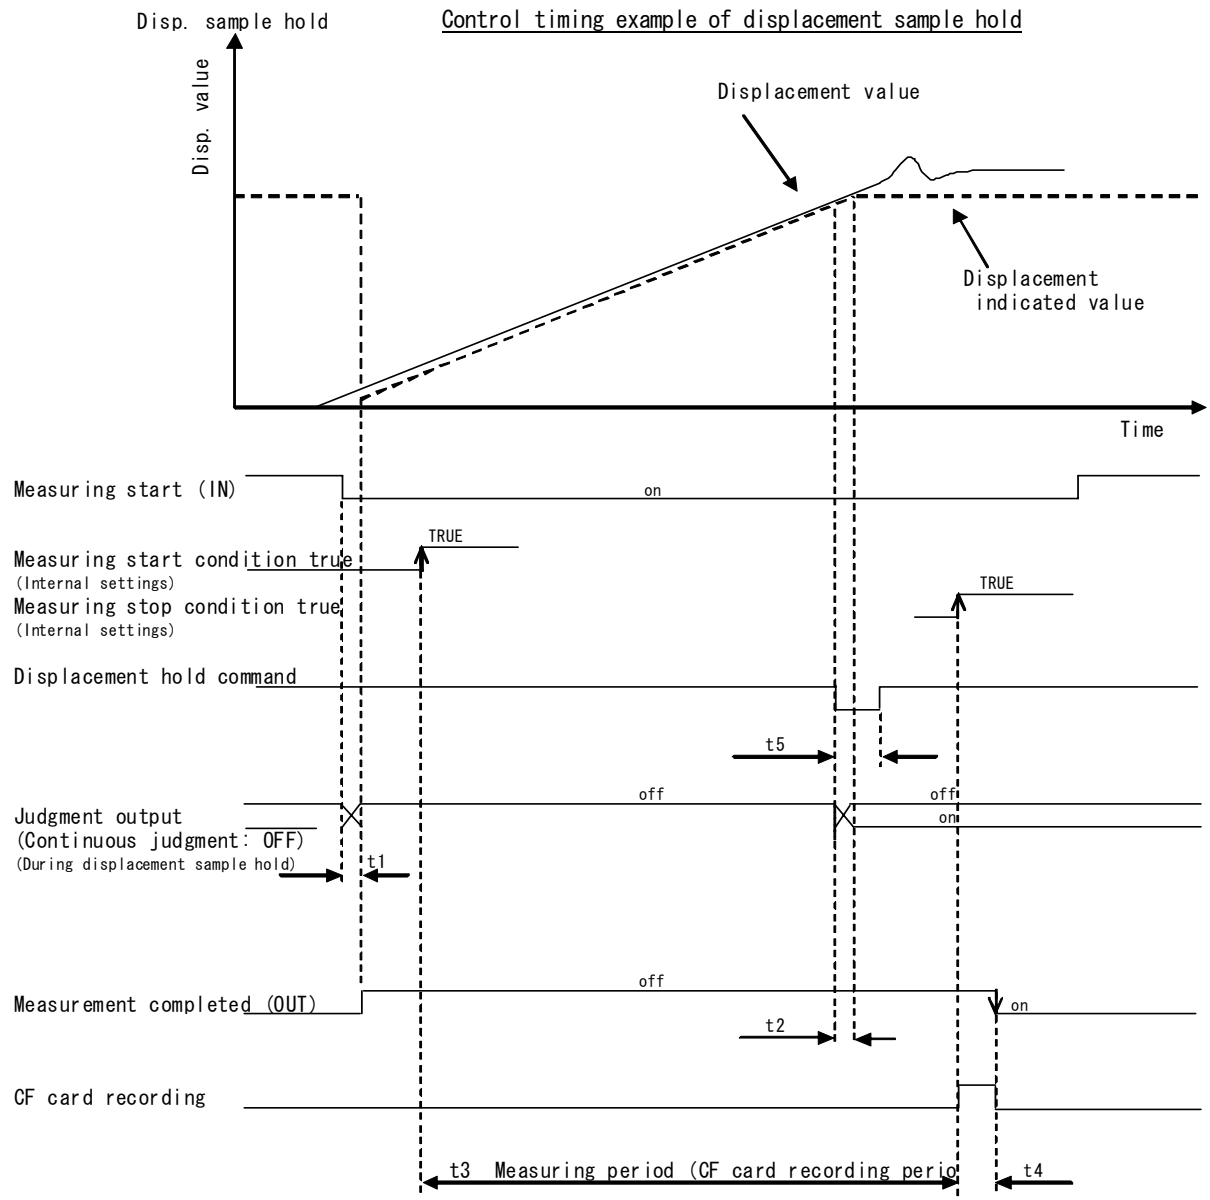 Disp. sample hold
Control timing example of displacement sample hold
Disp. value
Displacement value
Displacement
indicated value
Time
Measuring start (IN)
on
TRUE
Measuring start condition true
(Internal settings)
TRUE
Measuring stop condition true
(Internal settings)
Displacement hold command
t5
off
off
Judgment output
on
(Continuous judgment: OFF)
(During displacement sample hold)
t1
off
Measurement completed (OUT)
on
t2
CF card recording
t3 Measuring period (CF card recording perio
t4